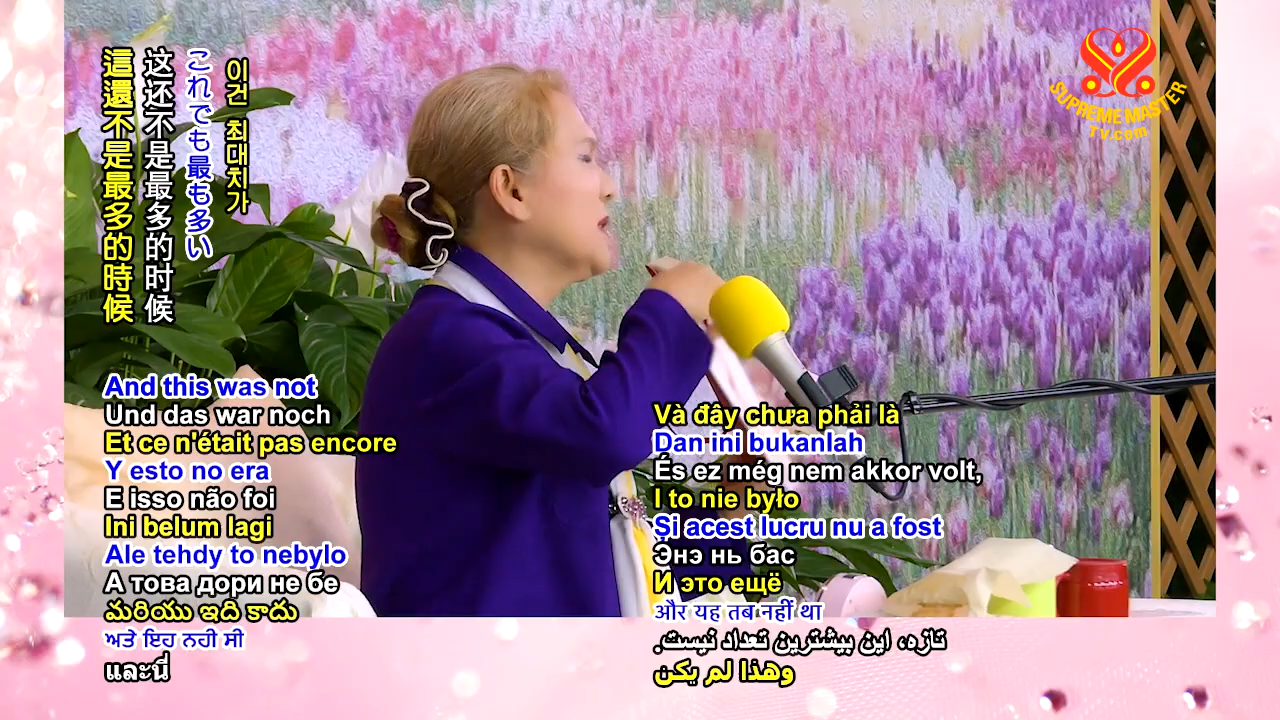 SUPREME MASTER
TV.com
이건 최대치가
これでも最も多い
这还不是最多的时候
這還不是最多的時候
And this was not
Und das war noch
Et ce n'était pas encore
Y esto no era
E isso não foi
Ini belum lagi
Ale tehdy to nebylo
А това дори не бе
మరియు ఇది కాదు
ਅਤੇ ਇਹ ਨਹੀ ਸੀ
และนี่
Và đây chưa phải là
Dan ini bukanlah
És ez még nem akkor volt,
I to nie było
Și acest lucru nu a fost
Энэ нь бас
И это ещё
और यह तब नहीं था
تازه، این بیشترین تعداد نیست.
وهذا لم يكن